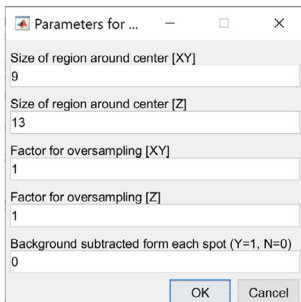 Parameters for ...
Size of region around center [XY]
9
Size of region around center [Z]
13
Factor for oversampling [XY]
1
Factor for oversampling [Z]
1
Background subtracted form each spot (Y=1, N=0)
0
OK
Cancel